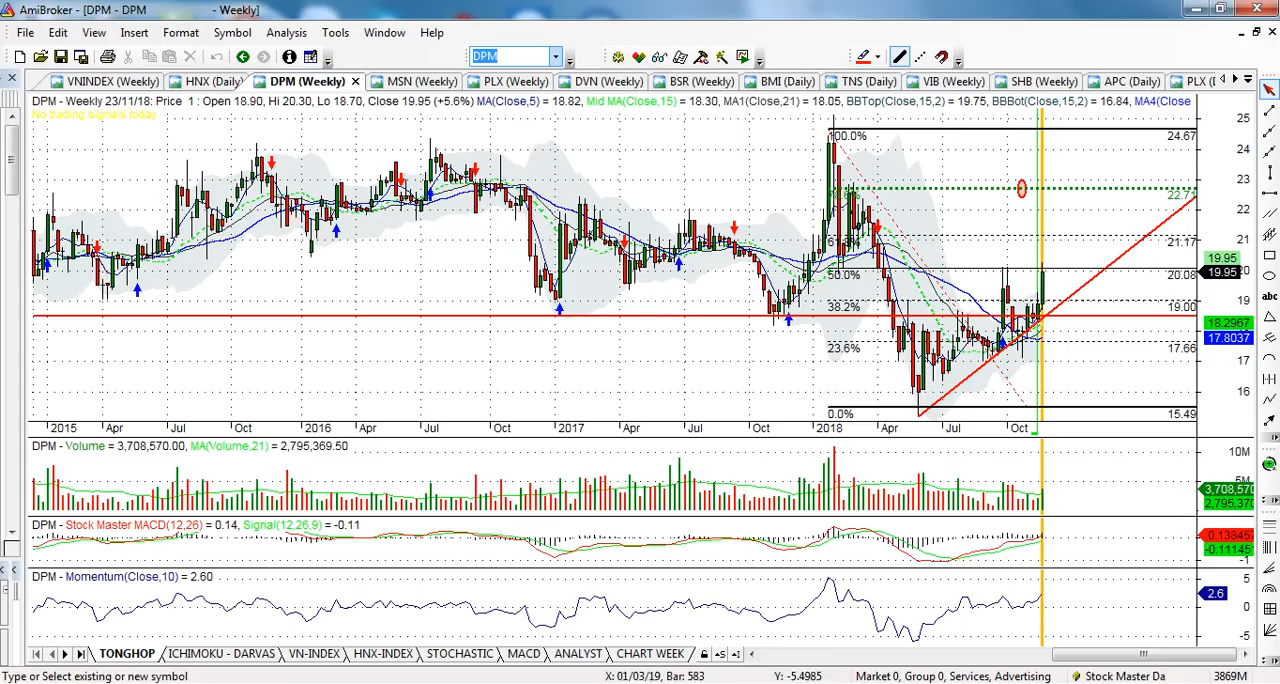 AmiBroker - [DPM - DPM - Weekly]
File Edit View Insert Format Symbol Analysis Tools Window Help
DPM
VNINDEX (Weekly) HNX (Daily) DPM (Weekly) MSN (Weekly) PLX (Weekly) DVN (Weekly) BSR (Weekly) BMI (Daily) TNS (Daily) VIB (Weekly) SHB (Weekly) APC (Daily) PLX (
DPM - Weekly 23/11/18: Price 1: Open 18.90, Hi 20.30, Lo 18.70, Close 19.95 (+5.6%) MA(Close,5) = 18.82, Mid MA(Close,15) = 18.30, MA1(Close,21) = 18.05, BBTop(Close,15,2) = 19.75, BBBot(Close,15,2) = 16.84, MA4(Close
No trading signals today
25
100.0% 24.67
24
23
22.71
22
21.17
21
19.95
19.95 20
50.0% 20.08
19
38.2% 19.00
18.2967
17.8037
23.6% 17.66
17
16
0.0% 15.49
2015 Apr Jul Oct 2016 Apr Jul Oct 2017 Apr Jul Oct 2018 Apr Jul Oct
DPM - Volume = 3,708,570.00, MA(Volume,21) = 2,795,369.50
10M
5M
3,708,570
2,795,370
DPM - Stock Master MACD(12,26) = 0.14, Signal(12,26,9) = -0.11
0.138457
-0.11145
-1
DPM - Momentum(Close,10) = 2.60
5
2.6
0
-5
TONGHOP ICHIMOKU - DARVAS VN-INDEX HNX-INDEX STOCHASTIC MACD ANALYST CHART WEEK
abc
Type or Select existing or new symbol X: 01/03/19, Bar: 583 Y: -5.4985 Market 0, Group 0, Services, Advertising Stock Master Da 3869M